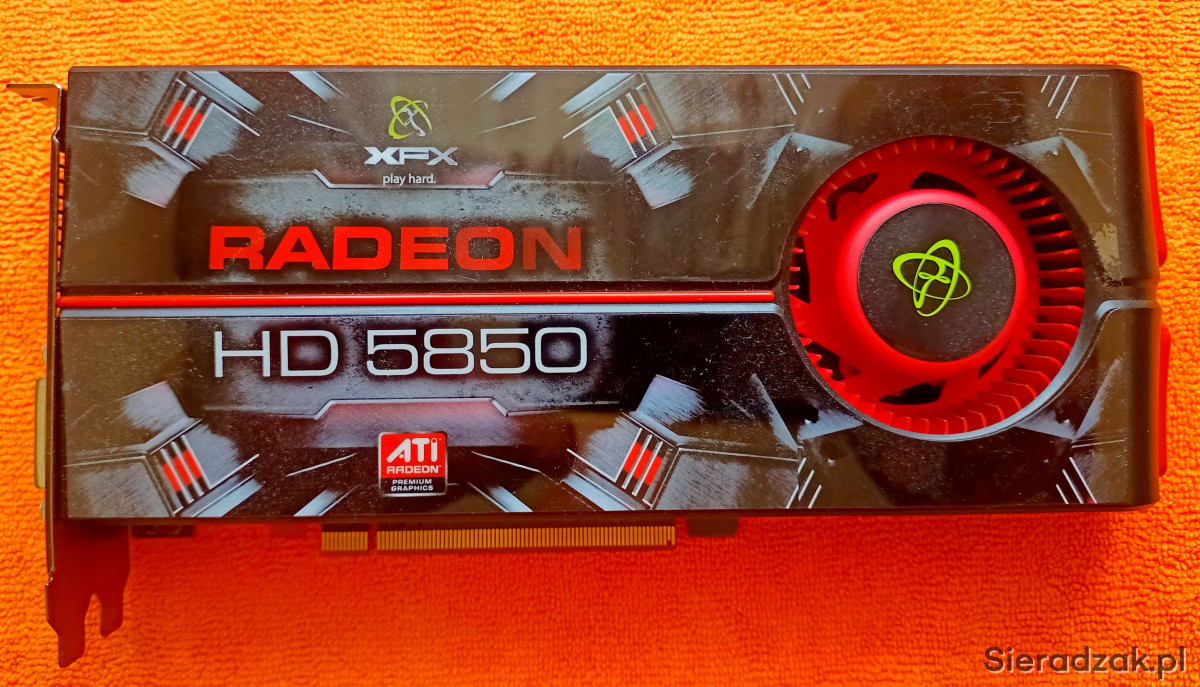 XFX
play hard.
RADEON
HD 5850
ATI
RADEON
PREMIUM
GRAPHICS
Sieradzak.pl